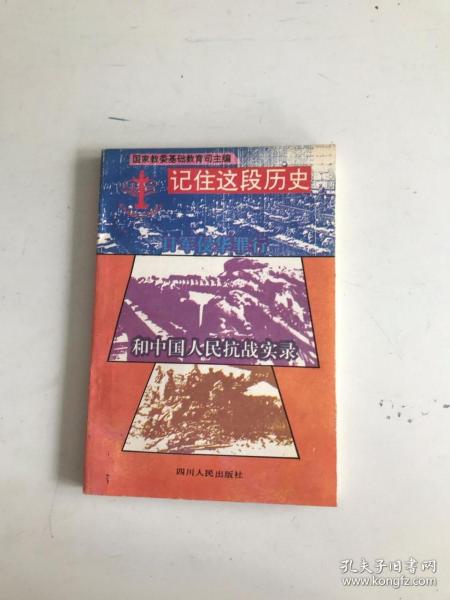 国家教委基础教育司主编
记住这段历史
日军侵华罪行
和中国人民抗战实录
四川人民出版社
孔夫子旧书网
www.kongfz.com